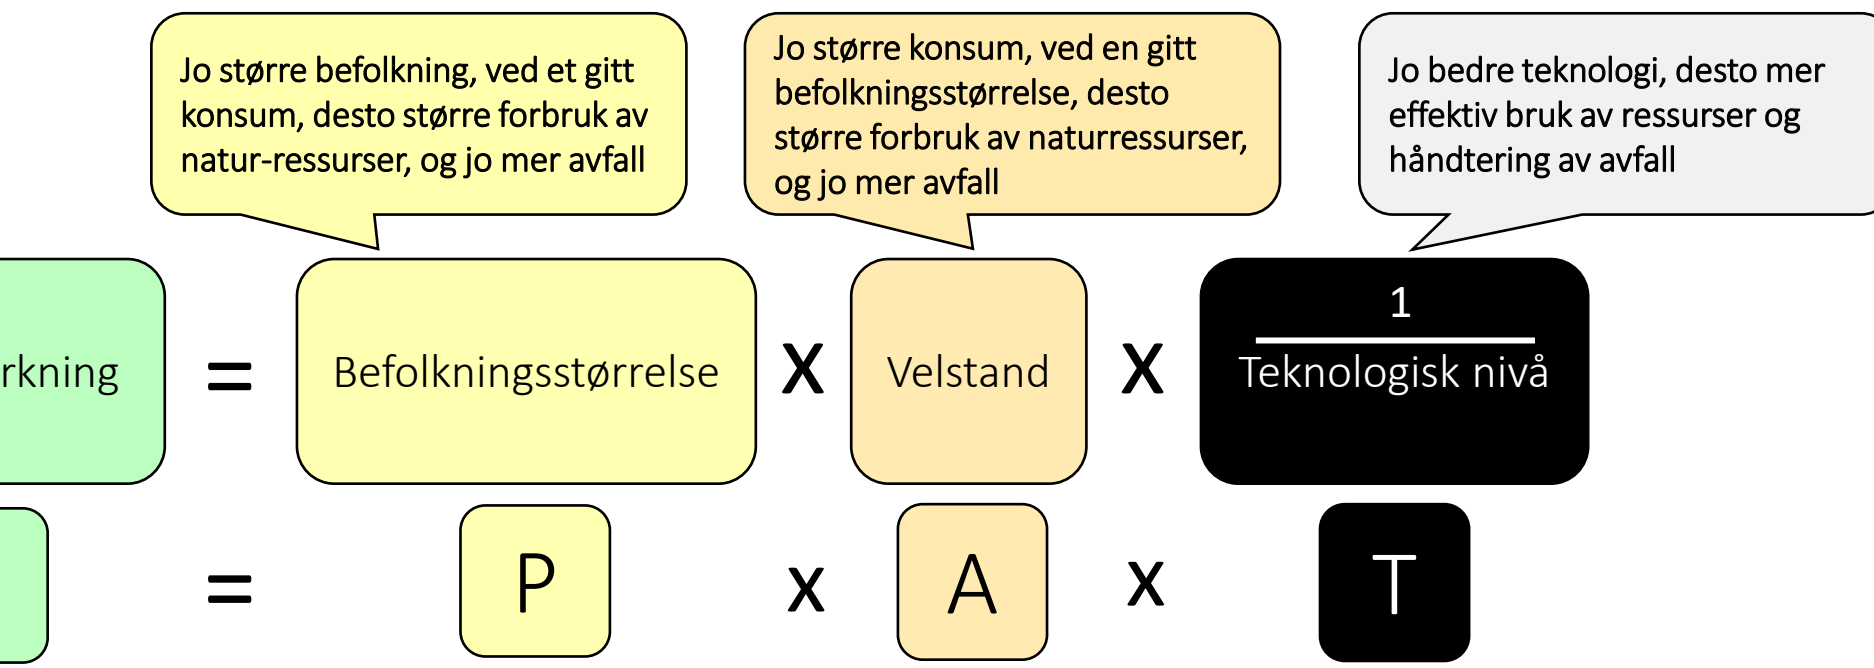 Jo større befolkning, ved et gitt
konsum, desto større forbruk av
natur-ressurser, og jo mer avfall
Jo større konsum, ved en gitt
befolkningsstørrelse, desto
større forbruk av naturressurser,
og jo mer avfall
Jo bedre teknologi, desto mer
effektiv bruk av ressurser og
håndtering av avfall
rkning = Befolkningsstørrelse x Velstand x 1
Teknologisk nivå
= P x A x T